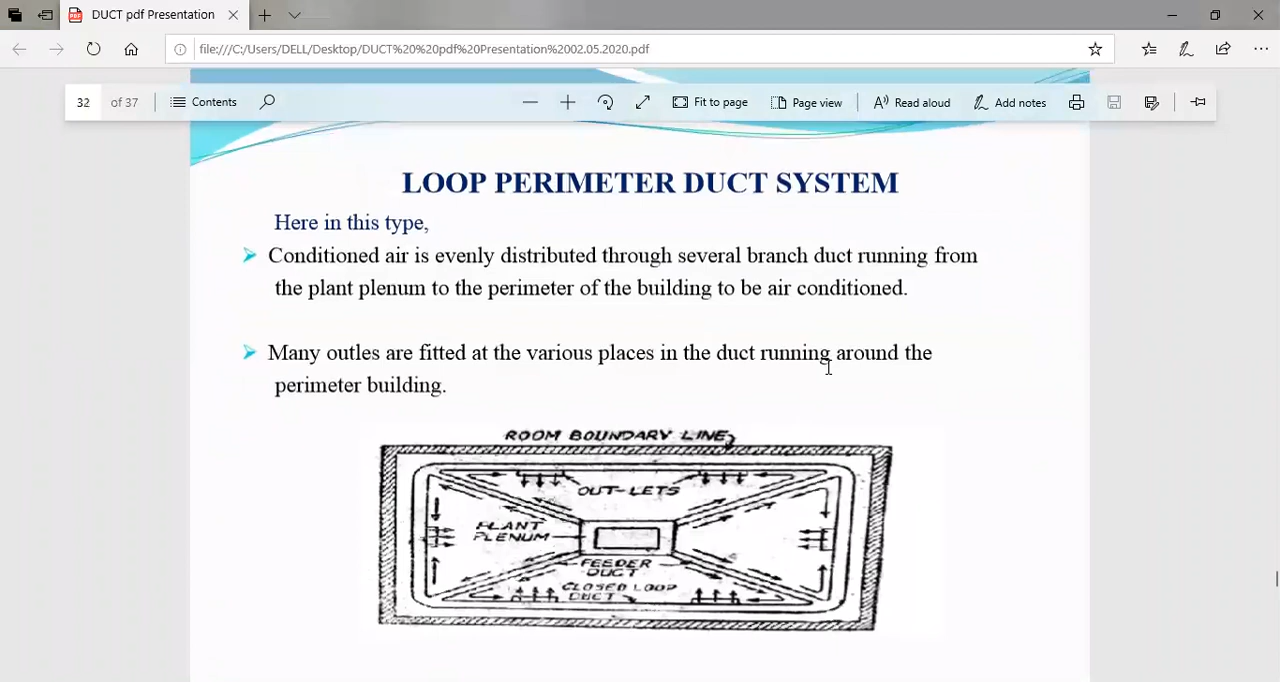 DUCT pdf Presentation
file:///C:/Users/DELL/Desktop/DUCT%20%20pdf%20Presentation%2002.05.2020.pdf
32 of 37 Contents Fit to page Page view Read aloud Add notes
LOOP PERIMETER DUCT SYSTEM
Here in this type,
Conditioned air is evenly distributed through several branch duct running from
the plant plenum to the perimeter of the building to be air conditioned.
Many outles are fitted at the various places in the duct running around the
perimeter building.
ROOM BOUNDARY LINE
OUT-LETS
PLANT
PLENUM
FEEDER
DUCT
CLOSED LOOP
DUCT